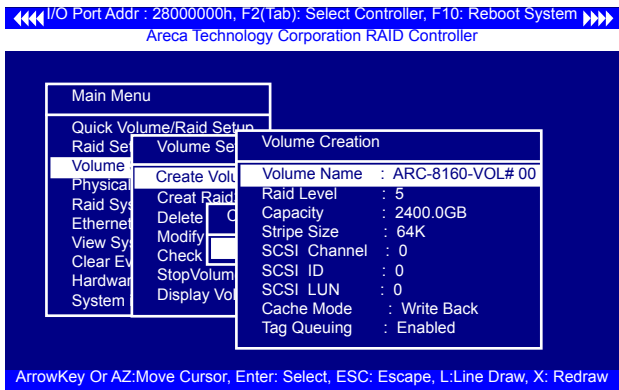 I/O Port Addr : 28000000h, F2(Tab): Select Controller, F10: Reboot System
Areca Technology Corporation RAID Controller
Main Menu
Quick Volume/Raid Setup
Raid Set
Volume
Physical
Raid Sys
Ethernet
View Sys
Clear Ev
Hardwar
System
Volume Set
Create Volu
Creat Raid
Delete
Modify
Check
StopVolum
Display Vol
C
Volume Creation
Volume Name : ARC-8160-VOL# 00
Raid Level : 5
Capacity : 2400.0GB
Stripe Size : 64K
SCSI Channel : 0
SCSI ID : 0
SCSI LUN : 0
Cache Mode : Write Back
Tag Queuing : Enabled
ArrowKey Or AZ:Move Cursor, Enter: Select, ESC: Escape, L:Line Draw, X: Redraw